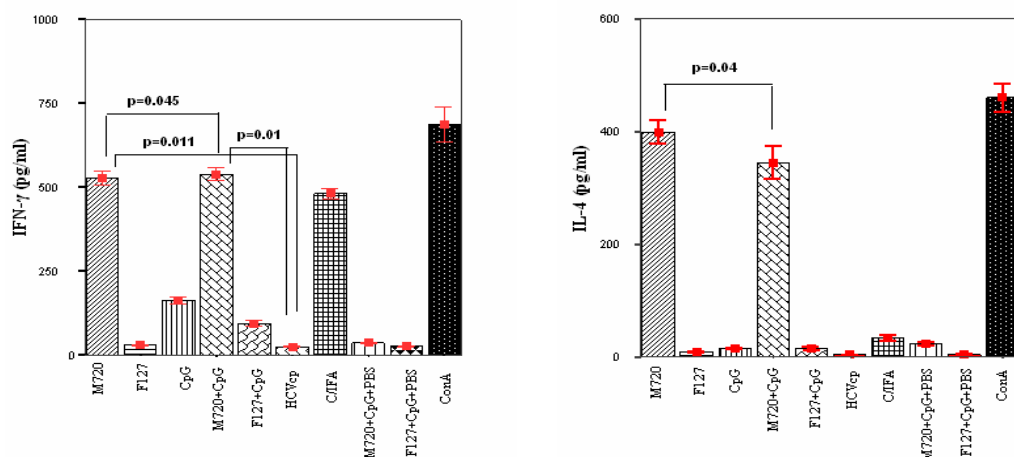 1000
750
500
250
0
IFN-γ (pg/ml)
p=0.045
p=0.011
p=0.01
M720
F127
CpG
M720+CpG
F127+CpG
HCVcp
C/IFA
M720+CpG+PBS
F127+CpG+PBS
ConA
600
400
200
0
IL-4 (pg/ml)
p=0.04
M720
F127
CpG
M720+CpG
F127+CpG
HCVcp
C/IFA
M720+CpG+PBS
F127+CpG+PBS
ConA